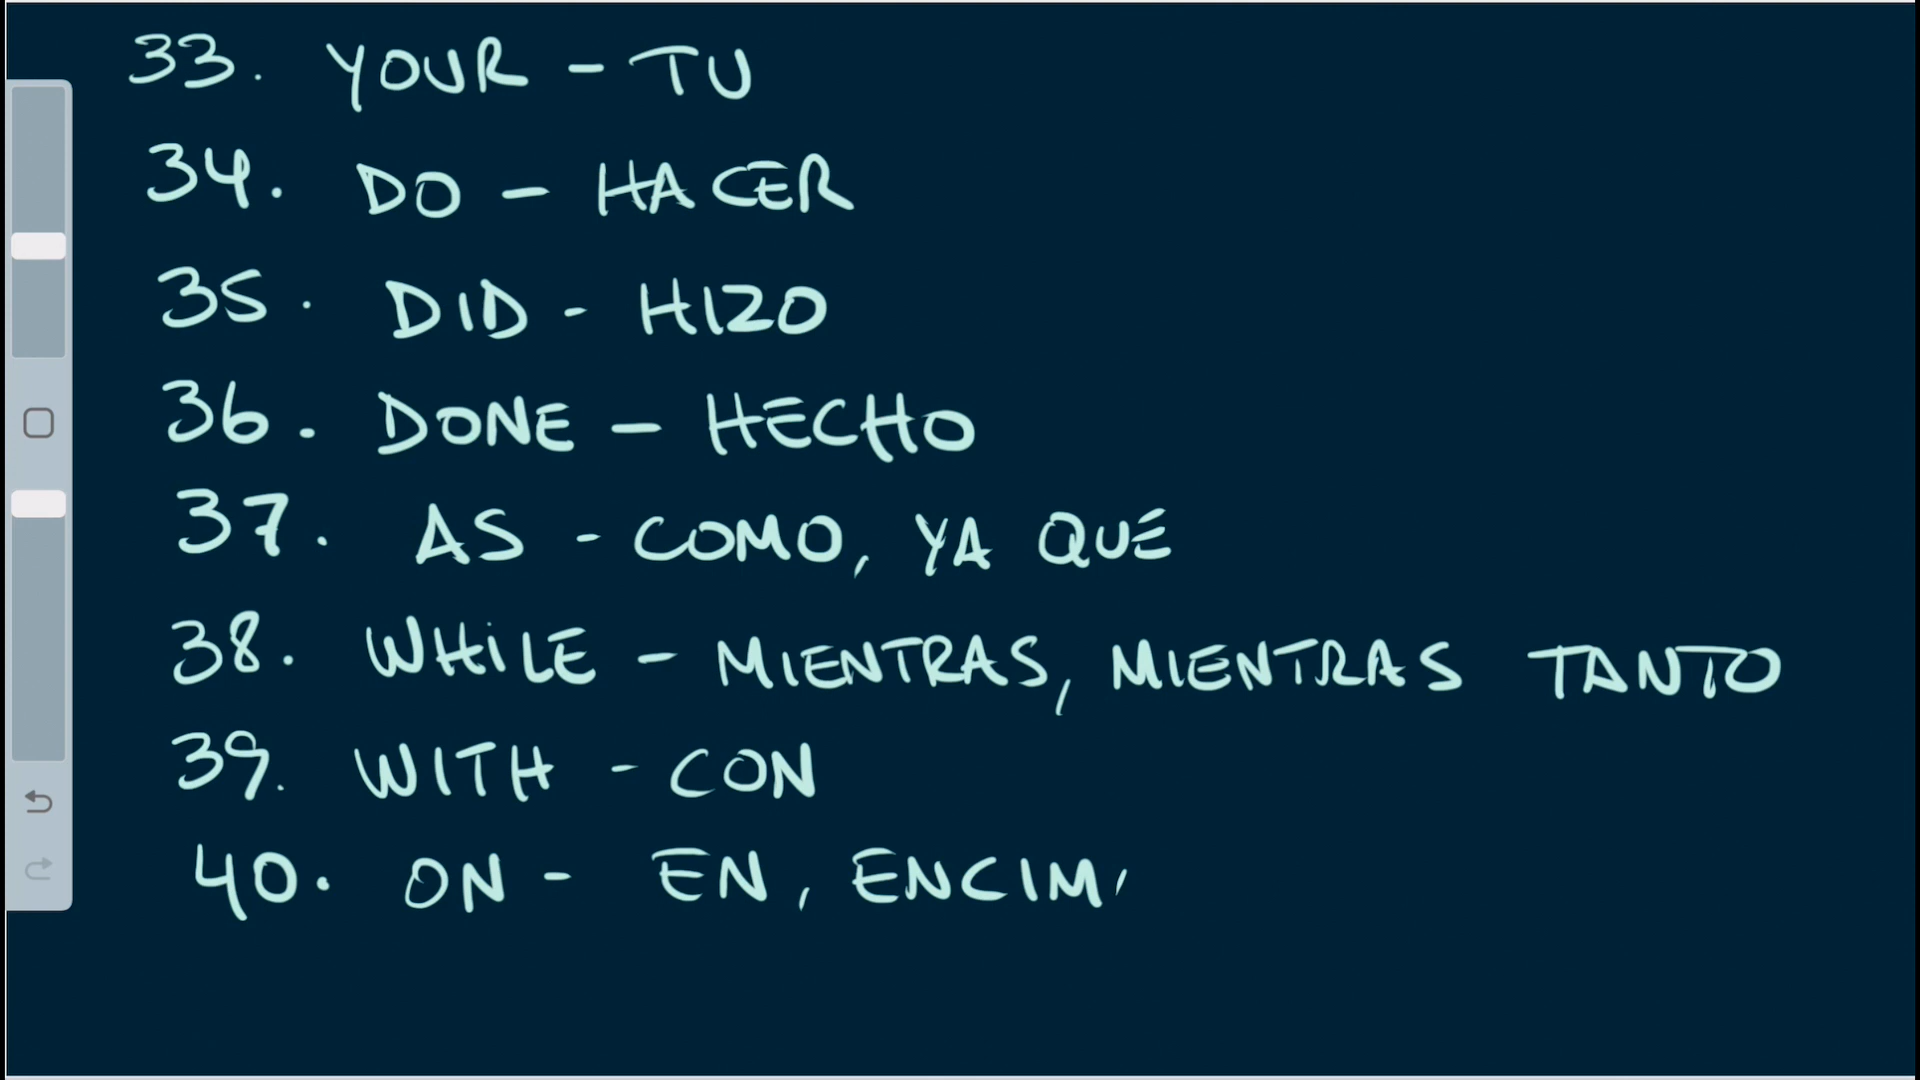 33. YOUR - TU
34. DO - HACER
35. DID - HIZO
36. DONE - HECHO
37. AS - COMO, YA QUE
38. WHILE - MIENTRAS, MIENTRAS TANTO
39. WITH - CON
40. ON - EN, ENCIM